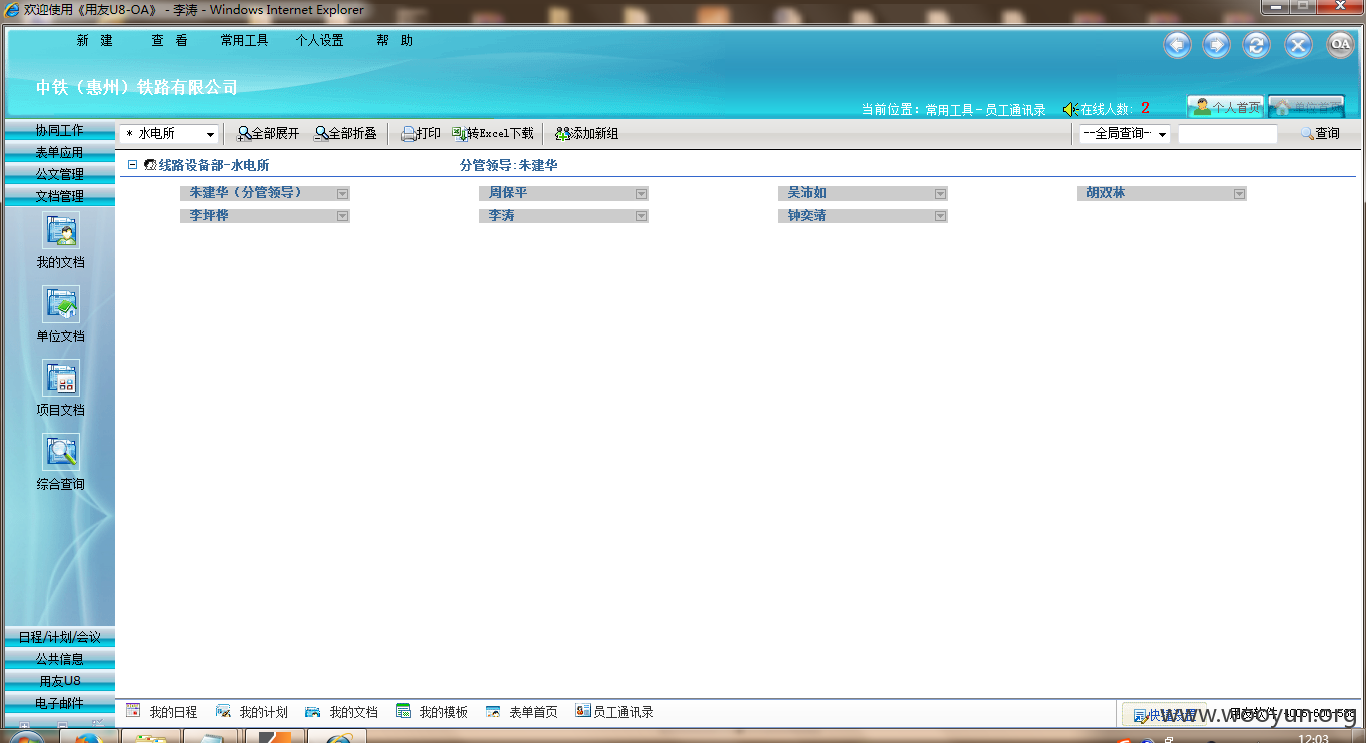 欢迎使用《用友U8-OA》 - 李涛 - Windows Internet Explorer
新 建 查 看 常用工具 个人设置 帮 助
OA
中铁（惠州）铁路有限公司
当前位置：常用工具－员工通讯录 在线人数： 2 个人首页 单位首页
协同工作
* 水电所 全部展开 全部折叠 打印 转Excel下载 添加新组 --全局查询-- 查询
表单应用
线路设备部-水电所 分管领导:朱建华
公文管理
文档管理
朱建华（分管领导） 周保平 吴沛如 胡双林
李坪桦 李涛 钟奕靖
我的文档
单位文档
项目文档
综合查询
日程/计划/会议
公共信息
用友U8
电子邮件
我的日程 我的计划 我的文档 我的模板 表单首页 员工通讯录 用友软件
www.wooyun.org
12:03